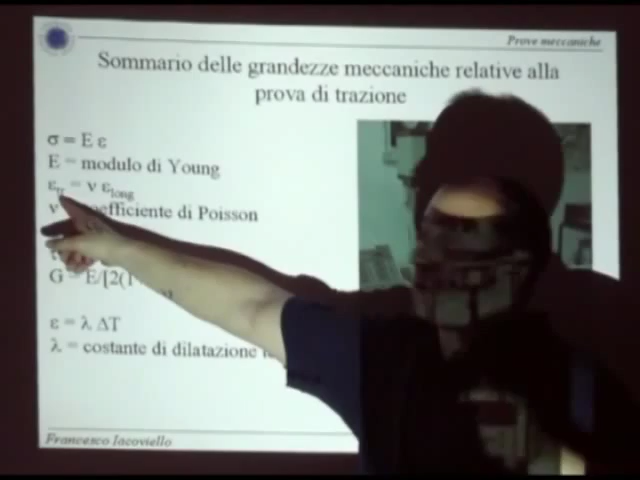 Prove meccaniche
Sommario delle grandezze meccaniche relative alla
prova di trazione
σ = E ε
E = modulo di Young
ε = ν ε long
ν di Poisson
G = E/[2(1
ε = λ ΔT
λ = costante di dilatazione
Francesco Iacoviello